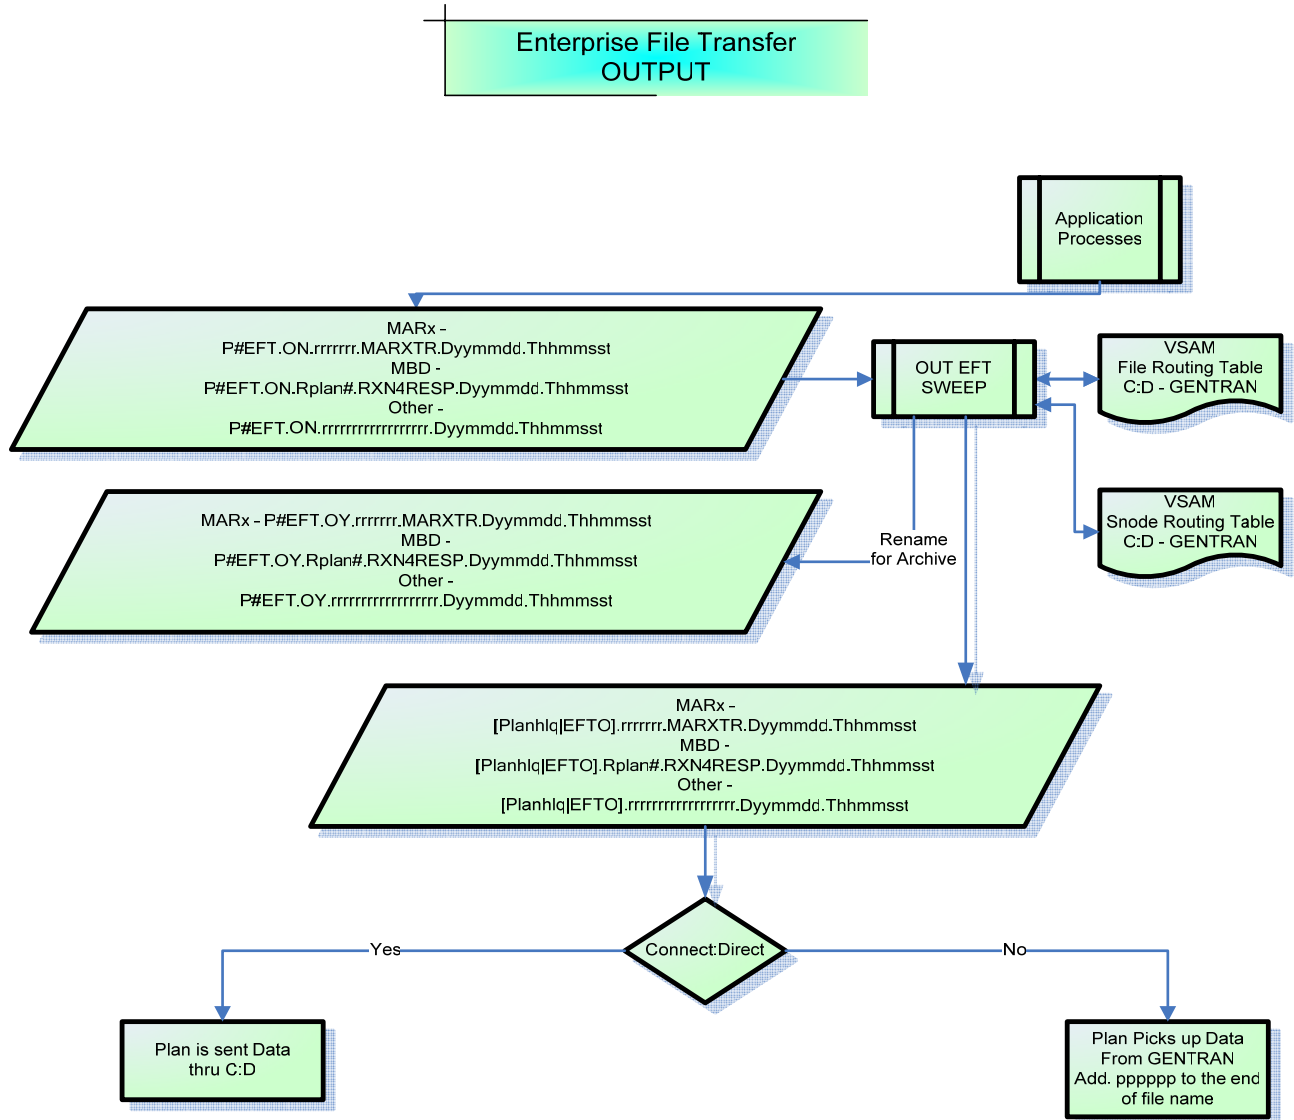 Enterprise File Transfer
OUTPUT
Application
Processes
MARx –
P#EFT.ON.rrrrrrr.MARXTR.Dyymmdd.Thhmmsst
MBD -
P#EFT.ON.Rplan#.RXN4RESP.Dyymmdd.Thhmmsst
Other -
P#EFT.ON.rrrrrrrrrrrrrrrrrr.Dyymmdd.Thhmmsst
OUT EFT
SWEEP
VSAM
File Routing Table
C:D - GENTRAN
MARx – P#EFT.OY.rrrrrrr.MARXTR.Dyymmdd.Thhmmsst
MBD -
P#EFT.OY.Rplan#.RXN4RESP.Dyymmdd.Thhmmsst
Other -
P#EFT.OY.rrrrrrrrrrrrrrrrrr.Dyymmdd.Thhmmsst
Rename
for Archive
VSAM
Snode Routing Table
C:D - GENTRAN
MARx –
[Planhlq|EFTO].rrrrrrr.MARXTR.Dyymmdd.Thhmmsst
MBD -
[Planhlq|EFTO].Rplan#.RXN4RESP.Dyymmdd.Thhmmsst
Other -
[Planhlq|EFTO].rrrrrrrrrrrrrrrrrr.Dyymmdd.Thhmmsst
Connect:Direct
Yes
No
Plan is sent Data
thru C:D
Plan Picks up Data
From GENTRAN
Add. pppppp to the end
of file name